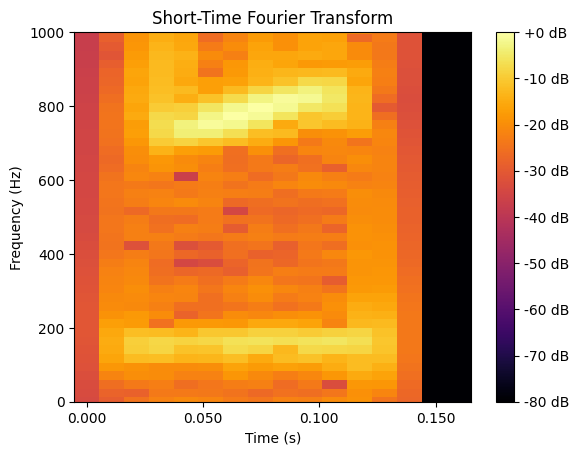 Short-Time Fourier Transform
1000
800
600
400
200
0
Frequency (Hz)
0.000
0.050
0.100
0.150
Time (s)
+0 dB
-10 dB
-20 dB
-30 dB
-40 dB
-50 dB
-60 dB
-70 dB
-80 dB